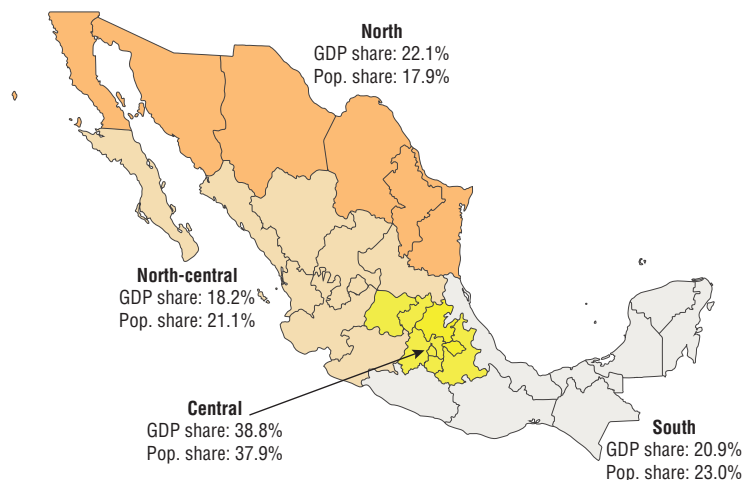 North
GDP share: 22.1%
Pop. share: 17.9%
North-central
GDP share: 18.2%
Pop. share: 21.1%
Central
GDP share: 38.8%
Pop. share: 37.9%
South
GDP share: 20.9%
Pop. share: 23.0%